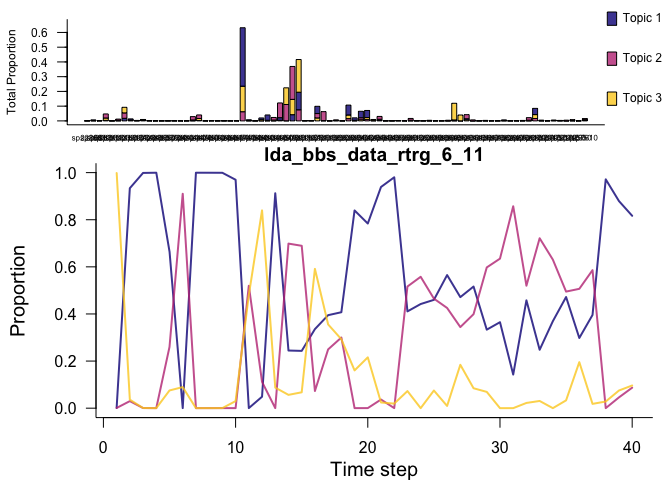 Topic 1
Topic 2
Topic 3
Total Proportion
0.6
0.5
0.4
0.3
0.2
0.1
0.0
lda_bbs_data_rtrg_6_11
Proportion
1.0
0.8
0.6
0.4
0.2
0.0
0 10 20 30 40
Time step